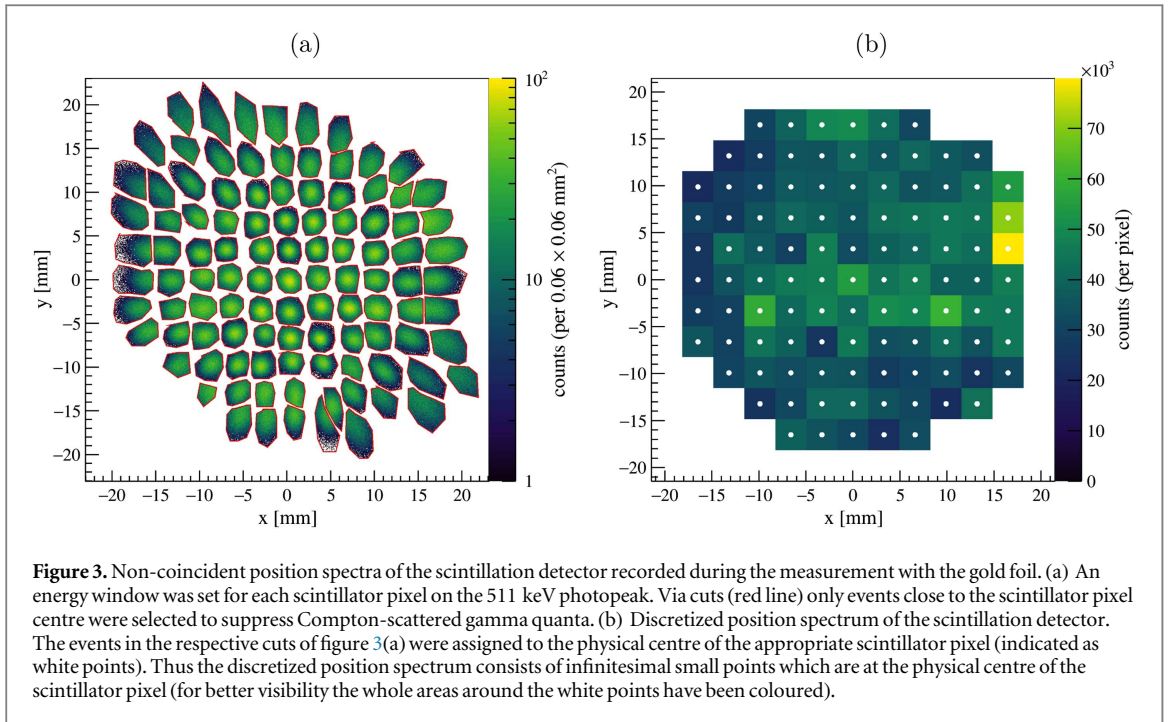 (a)
(b)
20
15
10
5
0
−5
−10
−15
−20
y [mm]
−20 −15 −10 −5 0 5 10 15 20
x [mm]
10²
10
1
counts (per 0.06 × 0.06 mm²)
20
15
10
5
0
−5
−10
−15
−20
y [mm]
−20 −15 −10 −5 0 5 10 15 20
x [mm]
×10³
70
60
50
40
30
20
10
0
counts (per pixel)
Figure 3. Non-coincident position spectra of the scintillation detector recorded during the measurement with the gold foil. (a) An
energy window was set for each scintillator pixel on the 511 keV photopeak. Via cuts (red line) only events close to the scintillator pixel
centre were selected to suppress Compton-scattered gamma quanta. (b) Discretized position spectrum of the scintillation detector.
The events in the respective cuts of figure 3(a) were assigned to the physical centre of the appropriate scintillator pixel (indicated as
white points). Thus the discretized position spectrum consists of infinitesimal small points which are at the physical centre of the
scintillator pixel (for better visibility the whole areas around the white points have been coloured).